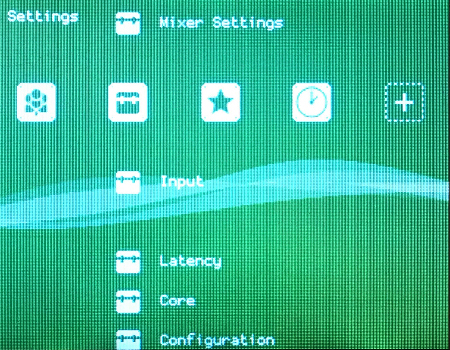 Settings
Mixer Settings
Input
Latency
Core
Configuration